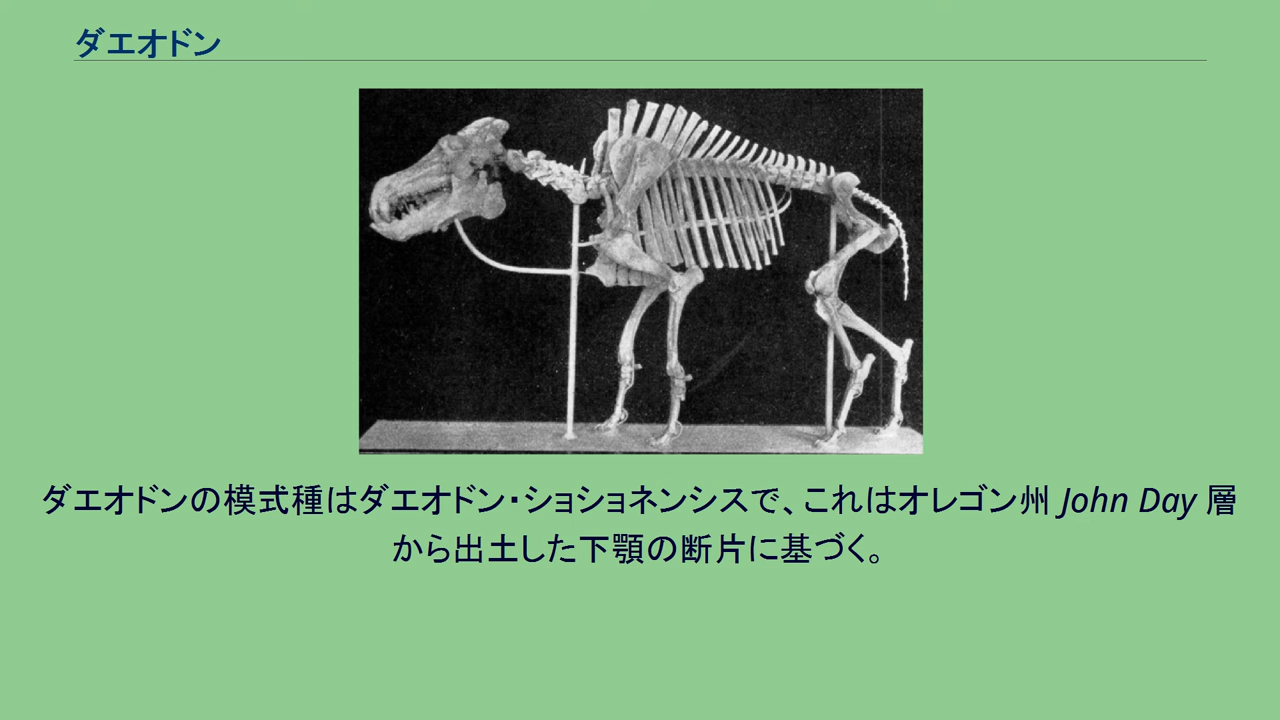 ダエオドン
ダエオドンの模式種はダエオドン・ショショネンシスで、これはオレゴン州 John Day 層
から出土した下顎の断片に基づく。